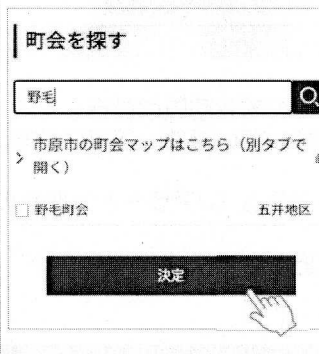 町会を探す
野毛
市原市の町会マップはこちら（別タブで
開く）
野毛町会 五井地区
決定